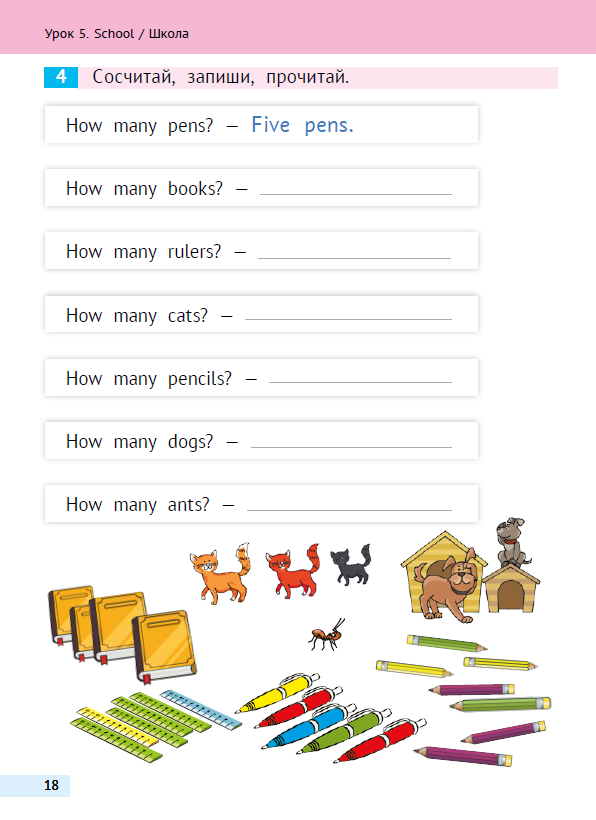 Урок 5. School / Школа
4 Сосчитай, запиши, прочитай.
How many pens? – Five pens.
How many books? –
How many rulers? –
How many cats? –
How many pencils? –
How many dogs? –
How many ants? –
18